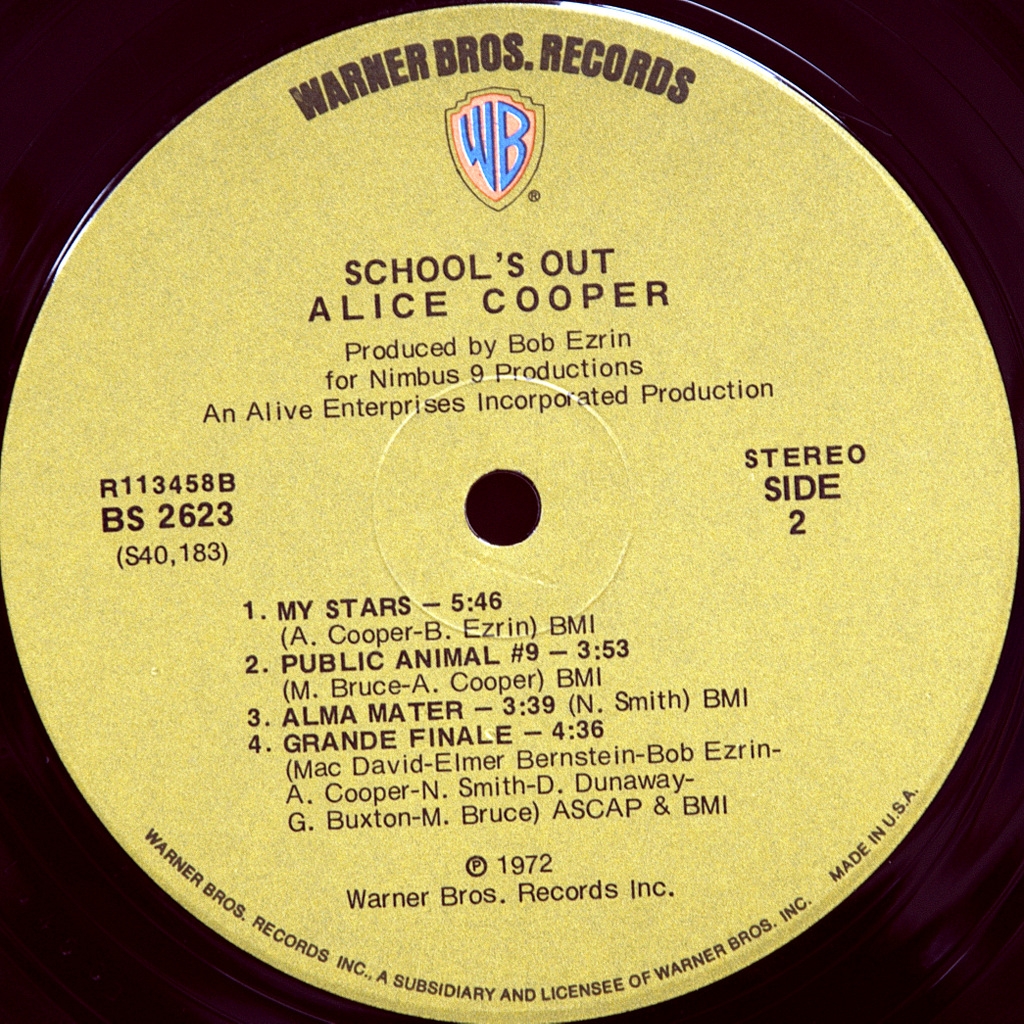 WARNER BROS. RECORDS
WB
®
SCHOOL'S OUT
ALICE COOPER
Produced by Bob Ezrin
for Nimbus 9 Productions
An Alive Enterprises Incorporated Production
R113458B
BS 2623
(S40,183)
STEREO
SIDE
2
1. MY STARS – 5:46
(A. Cooper-B. Ezrin) BMI
2. PUBLIC ANIMAL #9 – 3:53
(M. Bruce-A. Cooper) BMI
3. ALMA MATER – 3:39 (N. Smith) BMI
4. GRANDE FINALE – 4:36
(Mac David-Elmer Bernstein-Bob Ezrin-
A. Cooper-N. Smith-D. Dunaway-
G. Buxton-M. Bruce) ASCAP & BMI
℗ 1972
Warner Bros. Records Inc.
WARNER BROS. RECORDS INC., A SUBSIDIARY AND LICENSEE OF WARNER BROS. INC. MADE IN U.S.A.